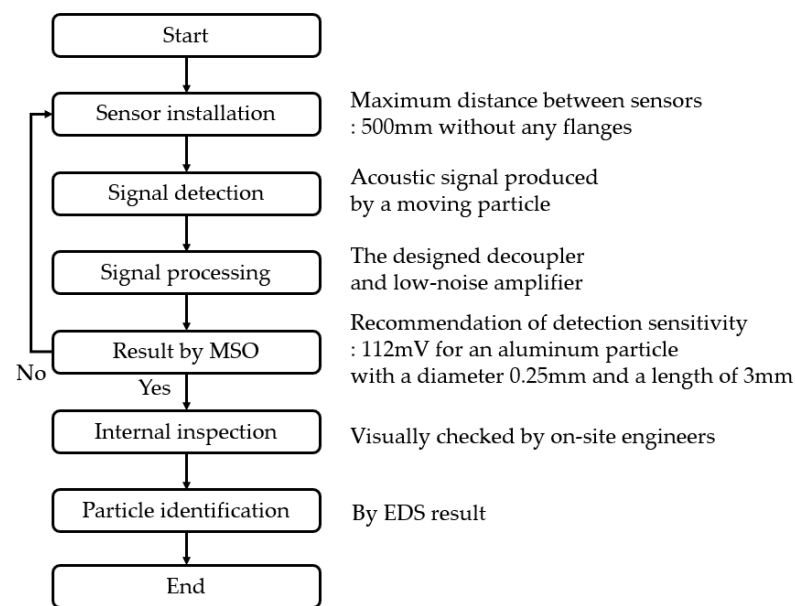 Start
Sensor installation
Maximum distance between sensors
: 500mm without any flanges
Signal detection
Acoustic signal produced
by a moving particle
Signal processing
The designed decoupler
and low-noise amplifier
Result by MSO
Recommendation of detection sensitivity
: 112mV for an aluminum particle
with a diameter 0.25mm and a length of 3mm
No
Yes
Internal inspection
Visually checked by on-site engineers
Particle identification
By EDS result
End